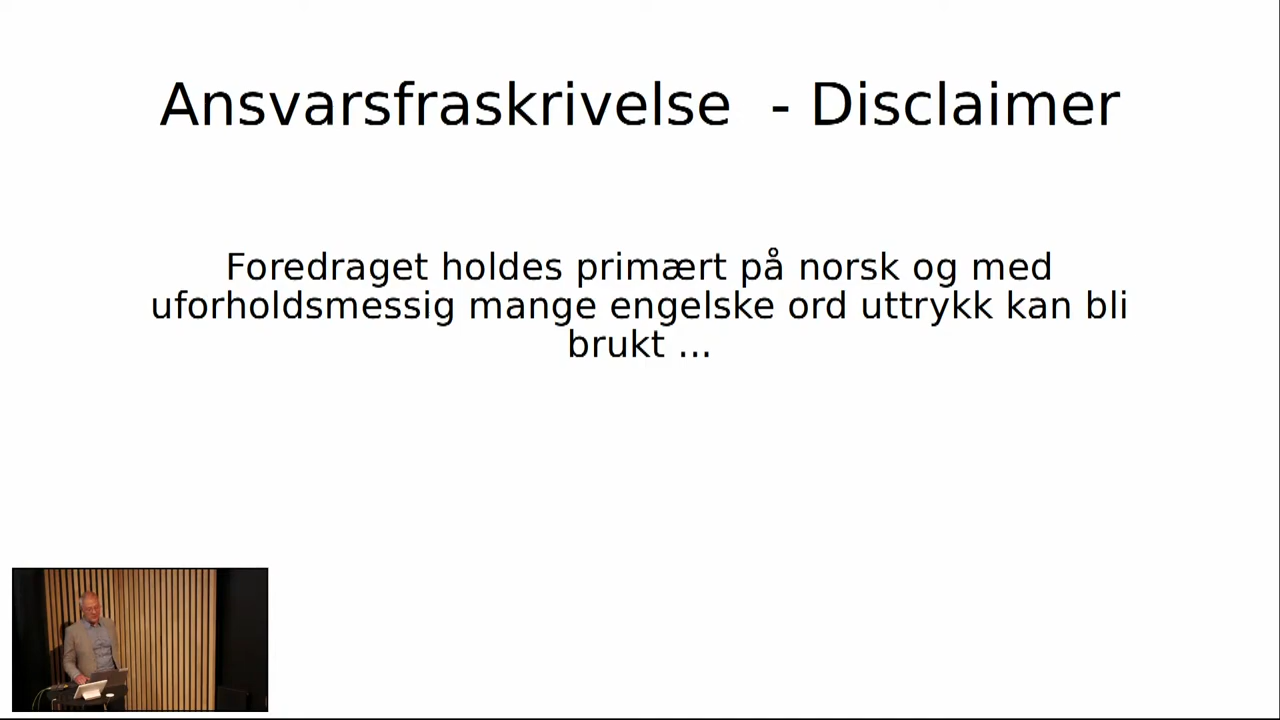 Ansvarsfraskrivelse  - Disclaimer
Foredraget holdes primært på norsk og med
uforholdsmessig mange engelske ord uttrykk kan bli
brukt ...